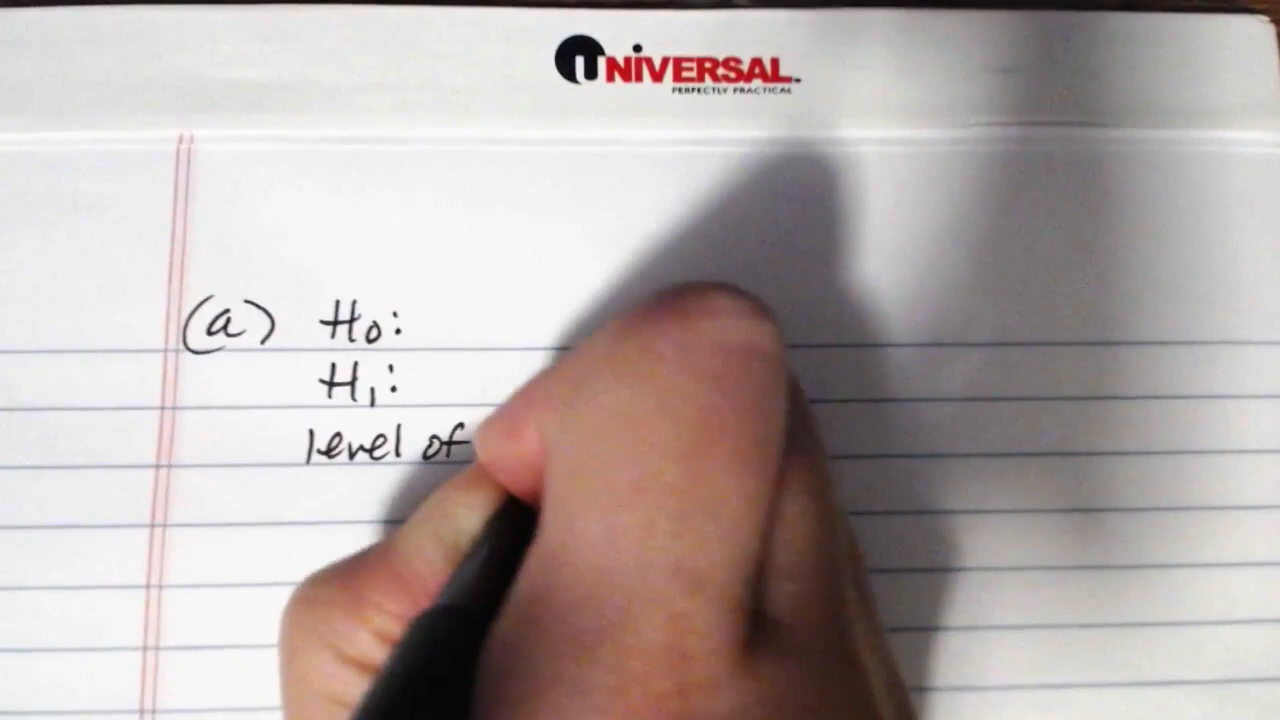 UNIVERSAL
PERFECTLY PRACTICAL
(a) H₀:
H₁:
level of